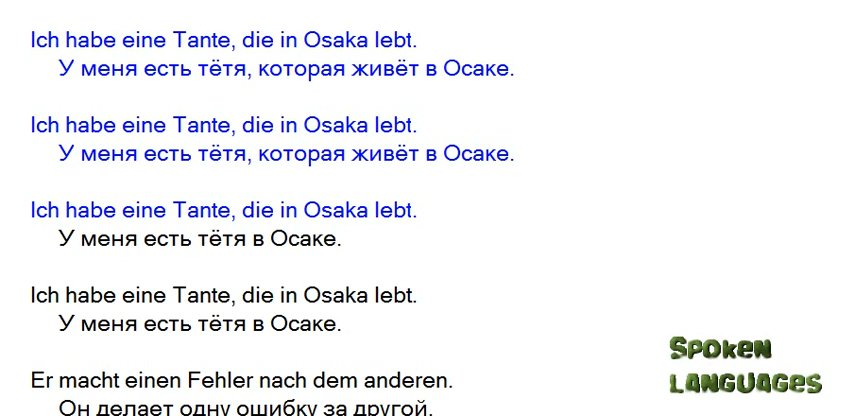 Ich habe eine Tante, die in Osaka lebt.
У меня есть тётя, которая живёт в Осаке.
Ich habe eine Tante, die in Osaka lebt.
У меня есть тётя, которая живёт в Осаке.
Ich habe eine Tante, die in Osaka lebt.
У меня есть тётя в Осаке.
Ich habe eine Tante, die in Osaka lebt.
У меня есть тётя в Осаке.
Er macht einen Fehler nach dem anderen.
Он делает одну ошибку за другой.
Spoken
Languages